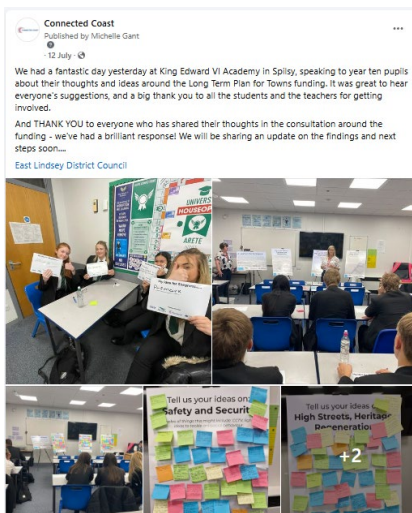 Connected Coast
Published by Michelle Gant
· 12 July ·
We had a fantastic day yesterday at King Edward VI Academy in Spilsy, speaking to year ten pupils
about their thoughts and ideas around the Long Term Plan for Towns funding. It was great to hear
everyone's suggestions, and a big thank you to all the students and the teachers for getting
involved.
And THANK YOU to everyone who has shared their thoughts in the consultation around the
funding - we've had a brilliant response! We will be sharing an update on the findings and next
steps soon....
East Lindsey District Council
UNIVERS
HOUSEOF
ARETE
Tell us your ideas on
Safety and Securit
Tell us your ideas o
High Streets, Heritag
Regeneration
+2